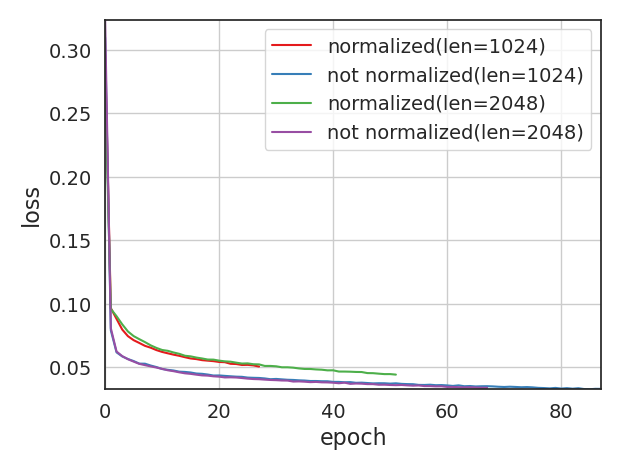 normalized(len=1024)
not normalized(len=1024)
normalized(len=2048)
not normalized(len=2048)
loss
0.30
0.25
0.20
0.15
0.10
0.05
0 20 40 60 80
epoch